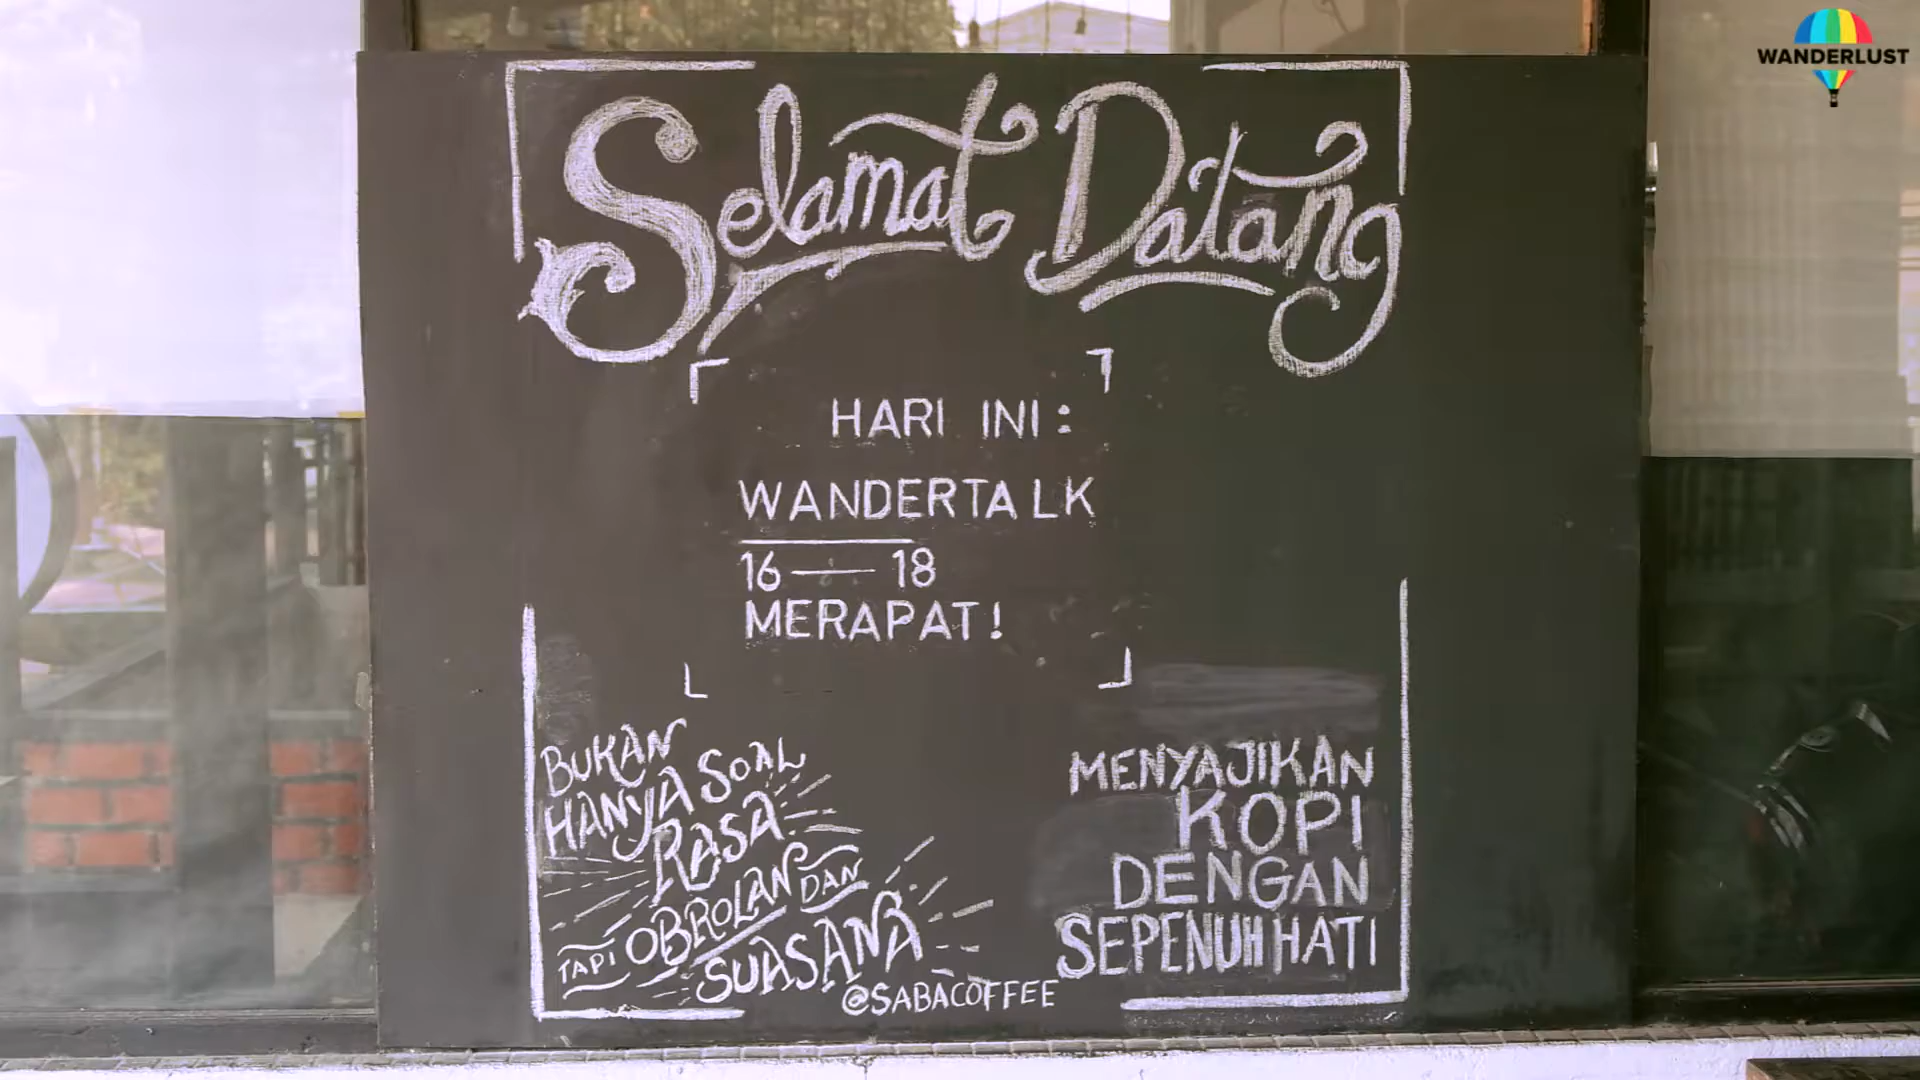 WANDERLUST
Selamat Datang
HARI INI:
WANDERTALK
16 — 18
MERAPAT!
BUKAN
HANYA SOAL
RASA
TAPI OBROLAN DAN
SUASANA
@SABACOFFEE
MENYAJIKAN
KOPI
DENGAN
SEPENUH HATI